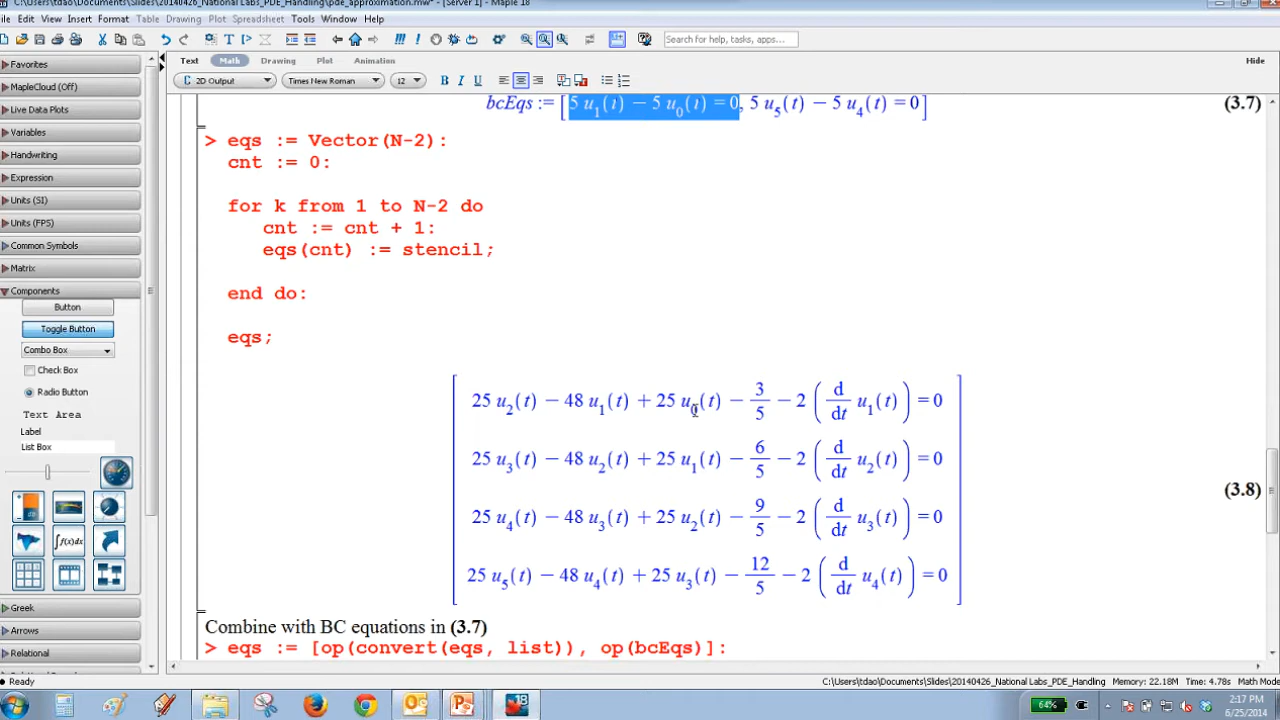 C:\Users\tdao\Documents\Slides\20140426_National Labs_PDE_Handling\pde_approximation.mw* - [Server 1] - Maple 18
File Edit View Insert Format Table Drawing Plot Spreadsheet Tools Window Help
Search for help, tasks, apps...
Text Math Drawing Plot Animation Hide
2D Output Times New Roman 12 B I U
Favorites
MapleCloud (Off)
Live Data Plots
Variables
Handwriting
Expression
Units (SI)
Units (FPS)
Common Symbols
Matrix
Components
Button
Toggle Button
Combo Box
Check Box
Radio Button
Text Area
Label
List Box
∫f(x)dx
Greek
Arrows
Relational
Ready
bcEqs := [5 u₁(t) − 5 u₀(t) = 0, 5 u₅(t) − 5 u₄(t) = 0] (3.7)
> eqs := Vector(N-2):
cnt := 0:
for k from 1 to N-2 do
cnt := cnt + 1:
eqs(cnt) := stencil;
end do:
eqs;
25 u₂(t) − 48 u₁(t) + 25 u₀(t) − 3/5 − 2 (d/dt u₁(t)) = 0
25 u₃(t) − 48 u₂(t) + 25 u₁(t) − 6/5 − 2 (d/dt u₂(t)) = 0
25 u₄(t) − 48 u₃(t) + 25 u₂(t) − 9/5 − 2 (d/dt u₃(t)) = 0
25 u₅(t) − 48 u₄(t) + 25 u₃(t) − 12/5 − 2 (d/dt u₄(t)) = 0
(3.8)
Combine with BC equations in (3.7)
> eqs := [op(convert(eqs, list)), op(bcEqs)]:
C:\Users\tdao\Documents\Slides\20140426_National Labs_PDE_Handling Memory: 22.18M Time: 4.78s Math Mode
64%
2:17 PM
6/25/2014